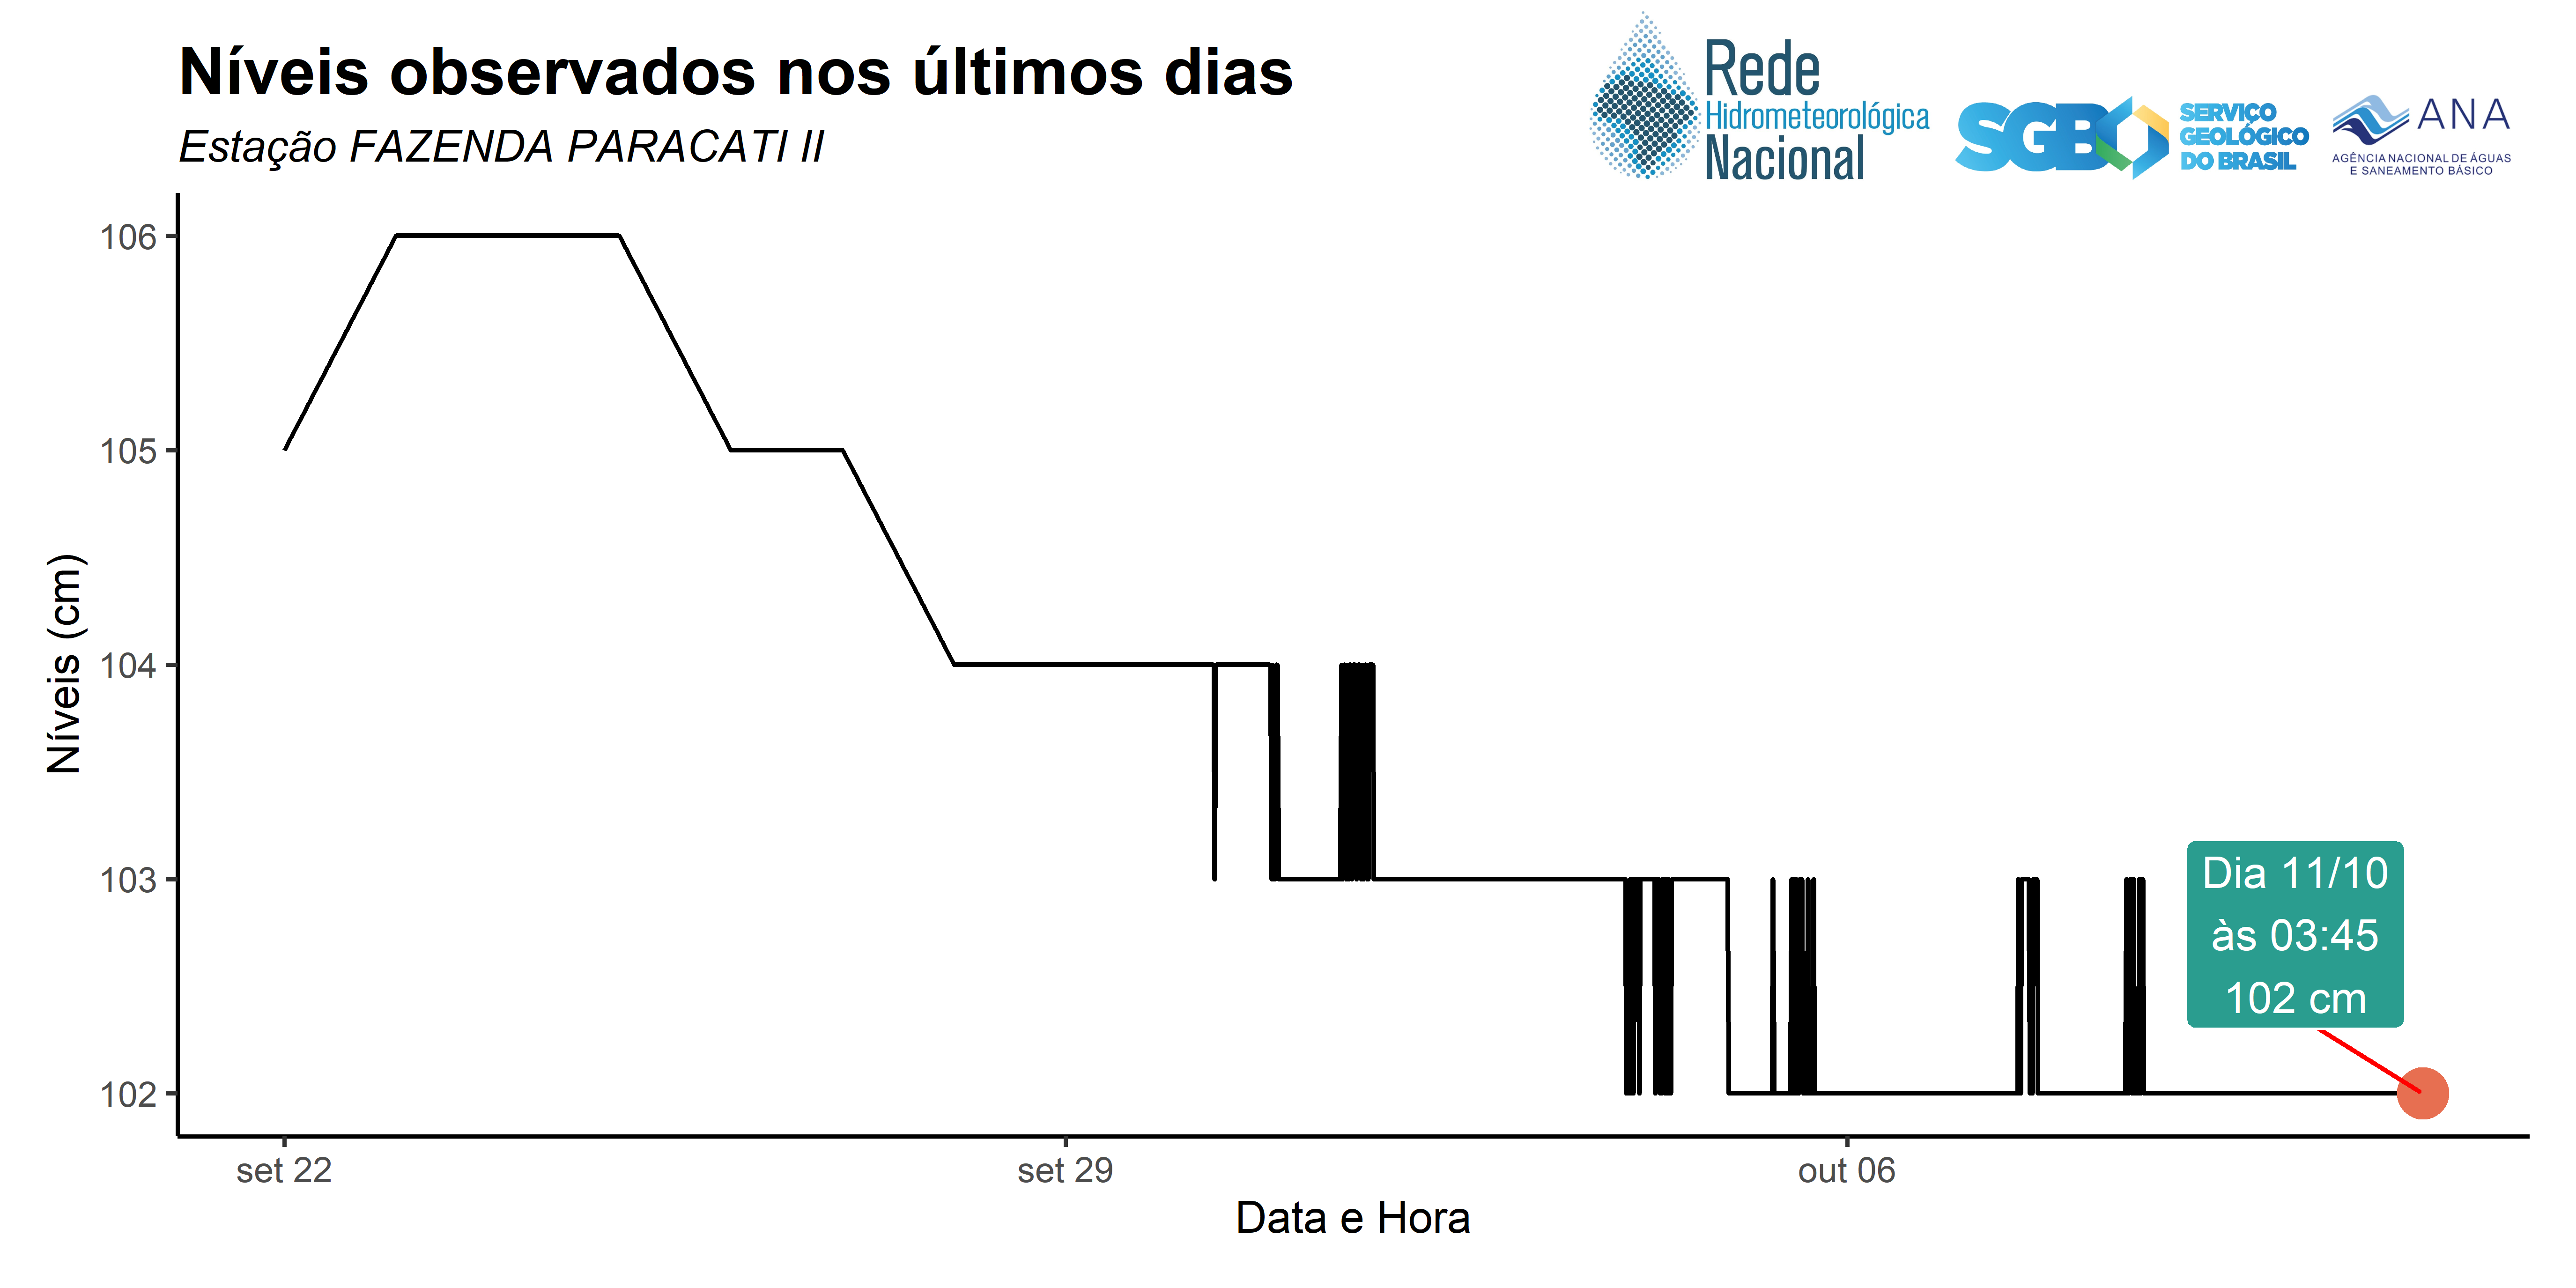 Níveis observados nos últimos dias
Estação FAZENDA PARACATI II
Rede
Hidrometeorológica
Nacional
SGB
SERVIÇO
GEOLÓGICO
DO BRASIL
ANA
AGÊNCIA NACIONAL DE ÁGUAS
E SANEAMENTO BÁSICO
Níveis (cm)
106
105
104
103
102
Dia 11/10
às 03:45
102 cm
set 22
set 29
out 06
Data e Hora